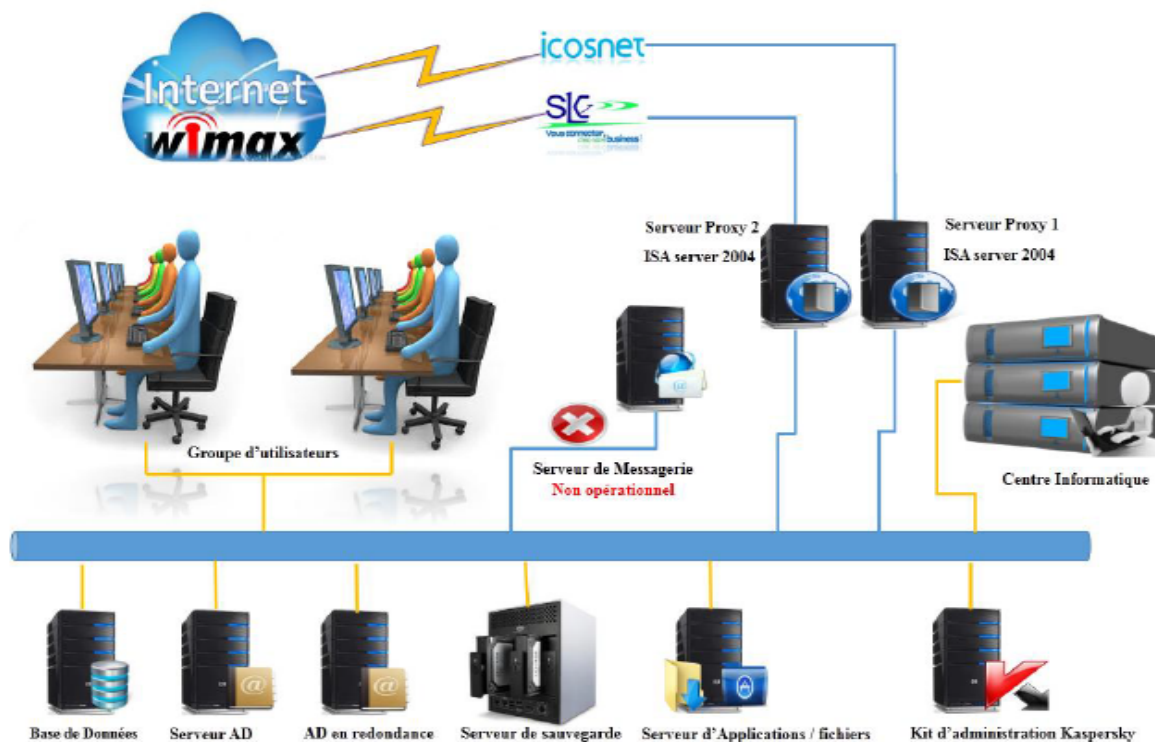 icosnet
Internet
wimax
SLC
Vous connecter,
Serveur Proxy 2
ISA server 2004
Serveur Proxy 1
ISA server 2004
Groupe d'utilisateurs
Serveur de Messagerie
Non opérationnel
Centre Informatique
Base de Données
Serveur AD
AD en redondance
Serveur de sauvegarde
Serveur d'Applications / fichiers
Kit d'administration Kaspersky